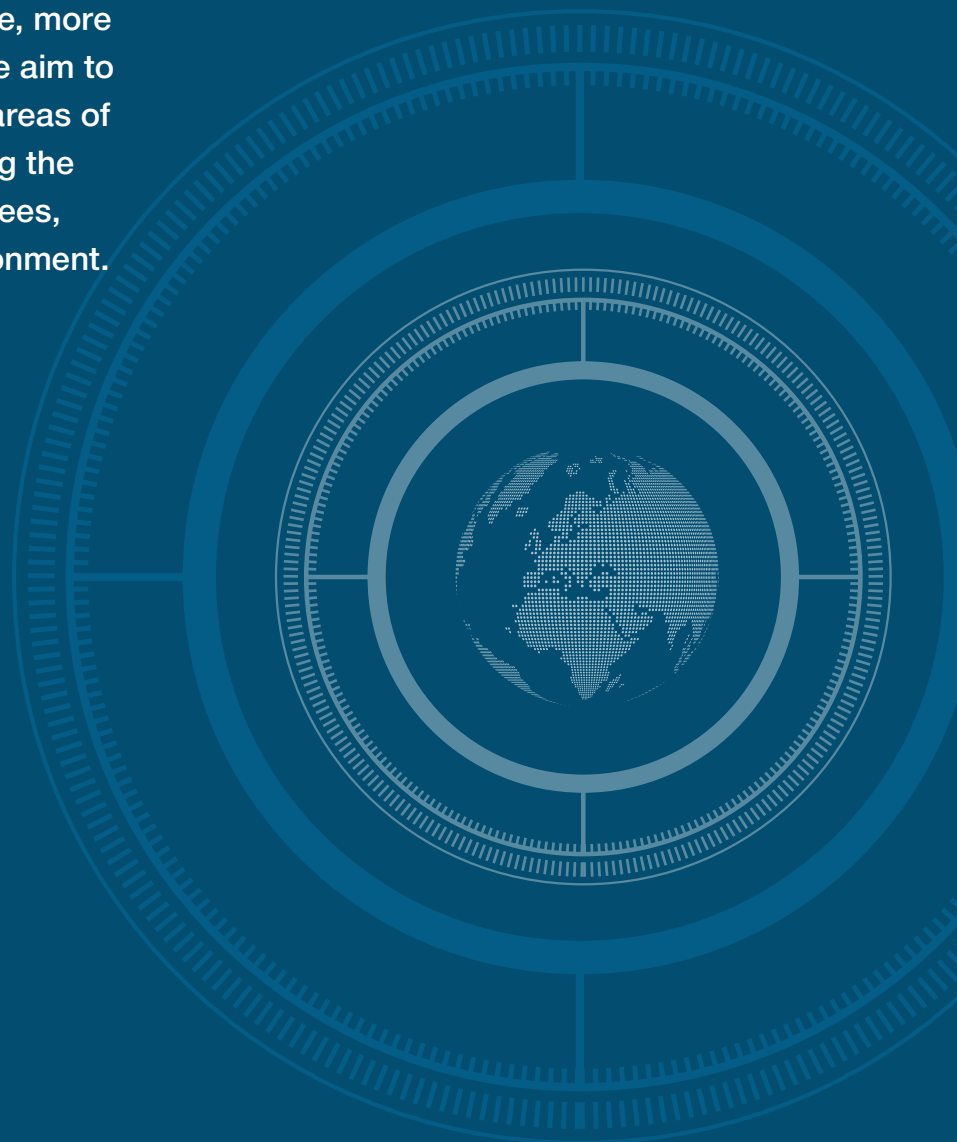 e, more
e aim to
areas of
g the
ees,
onment.